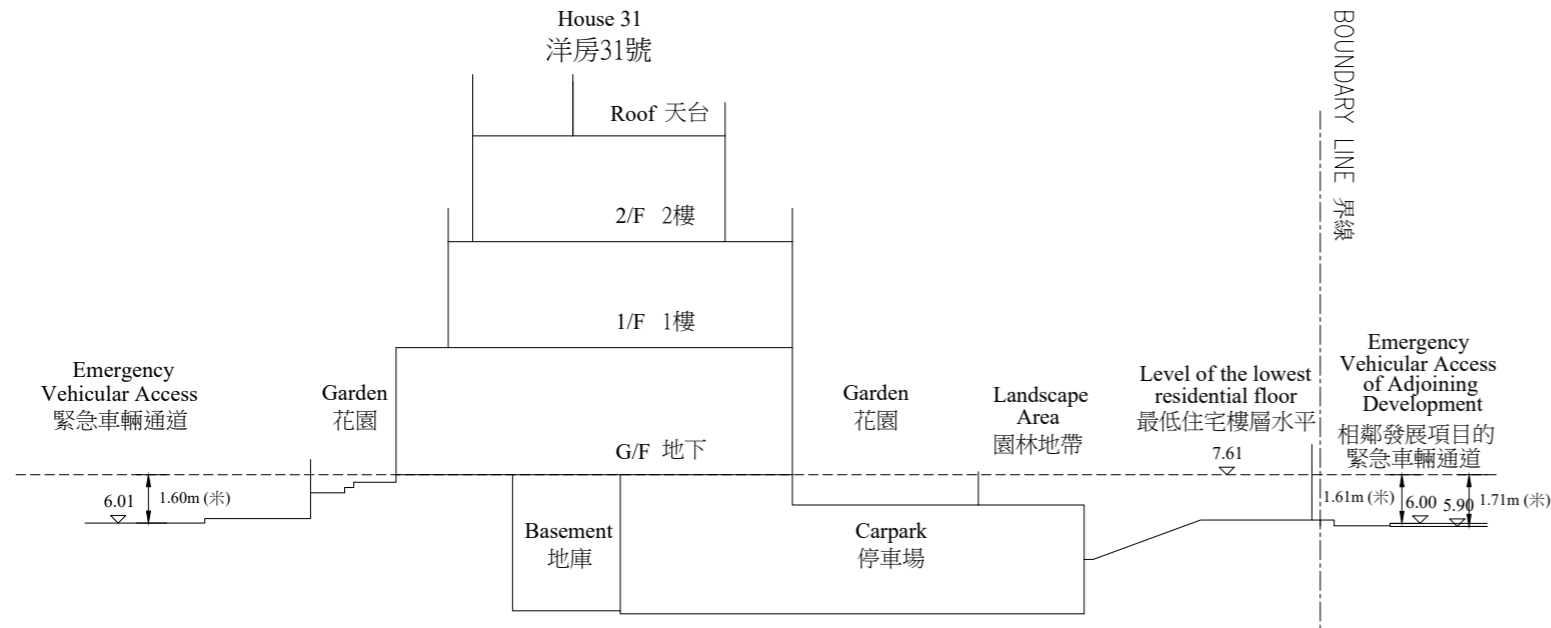 House 31
洋房31號
BOUNDARY LINE 界線
Roof 天台
2/F 2樓
1/F 1樓
Emergency
Vehicular Access
緊急車輛通道
Garden
花園
G/F 地下
Garden
花園
Landscape
Area
園林地帶
Level of the lowest
residential floor
最低住宅樓層水平
7.61
Emergency
Vehicular Access
of Adjoining
Development
相鄰發展項目的
緊急車輛通道
6.01
1.60m (米)
Basement
地庫
Carpark
停車場
1.61m (米)
6.00
5.90
1.71m (米)